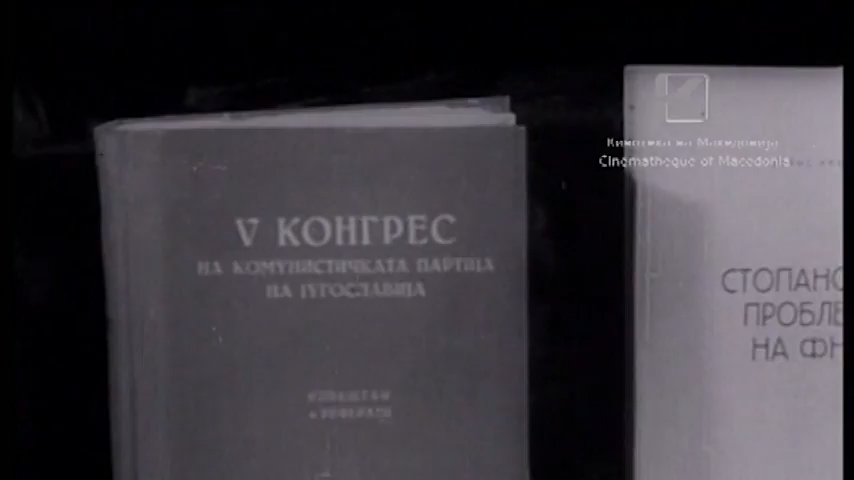 V КОНГРЕС
НА КОМУНИСТИЧКАТА ПАРТИЈА
НА ЈУГОСЛАВИЈА
Кинотека на Македонија
Cinematheque of Macedonia
СТОПАНС
ПРОБЛЕ
НА ФН